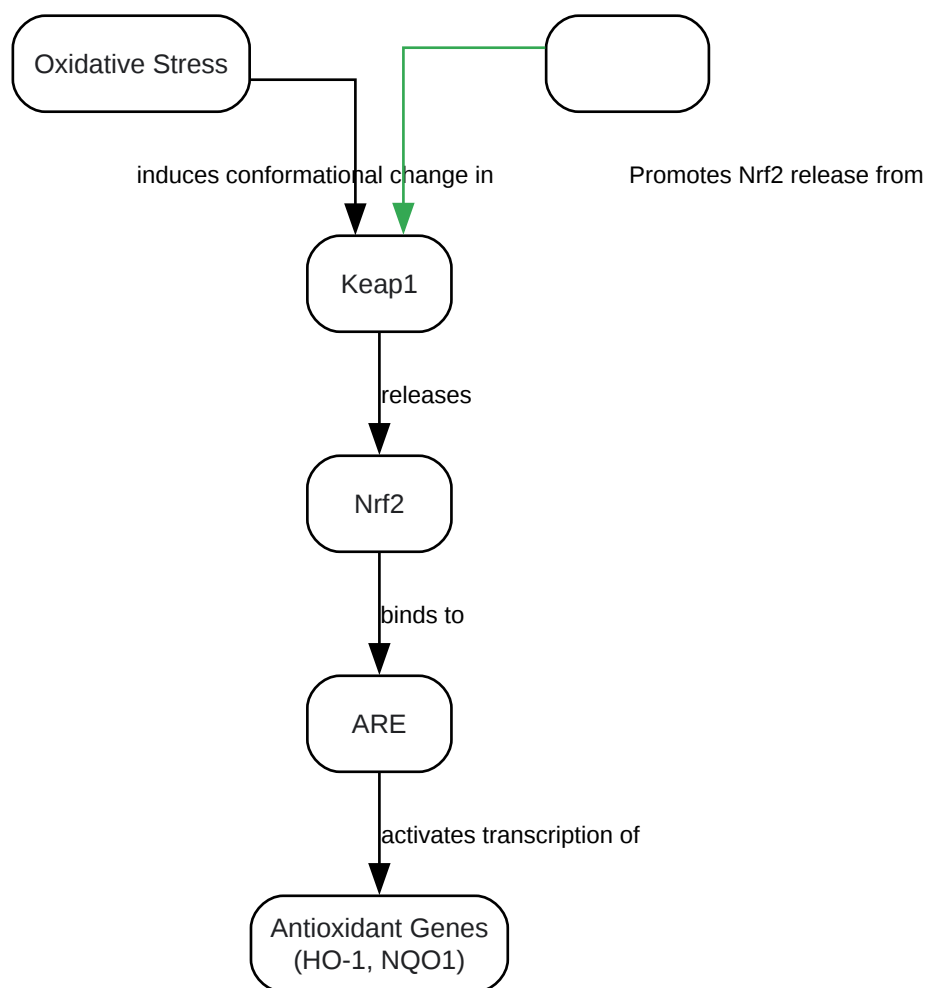 Oxidative Stress
induces conformational change in
Promotes Nrf2 release from
Keap1
releases
Nrf2
binds to
ARE
activates transcription of
Antioxidant Genes
(HO-1, NQO1)